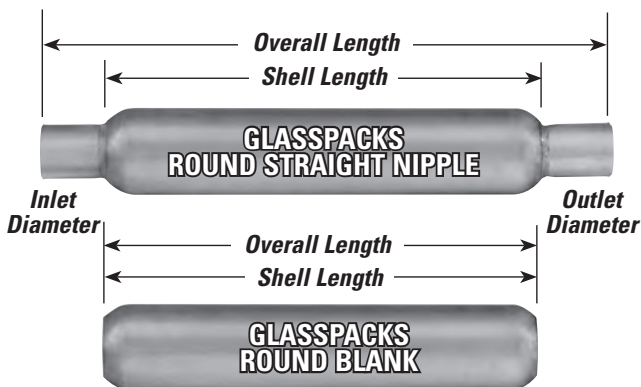 Overall Length
Shell Length
GLASSPACKS
ROUND STRAIGHT NIPPLE
Inlet
Diameter
Outlet
Diameter
Overall Length
Shell Length
GLASSPACKS
ROUND BLANK